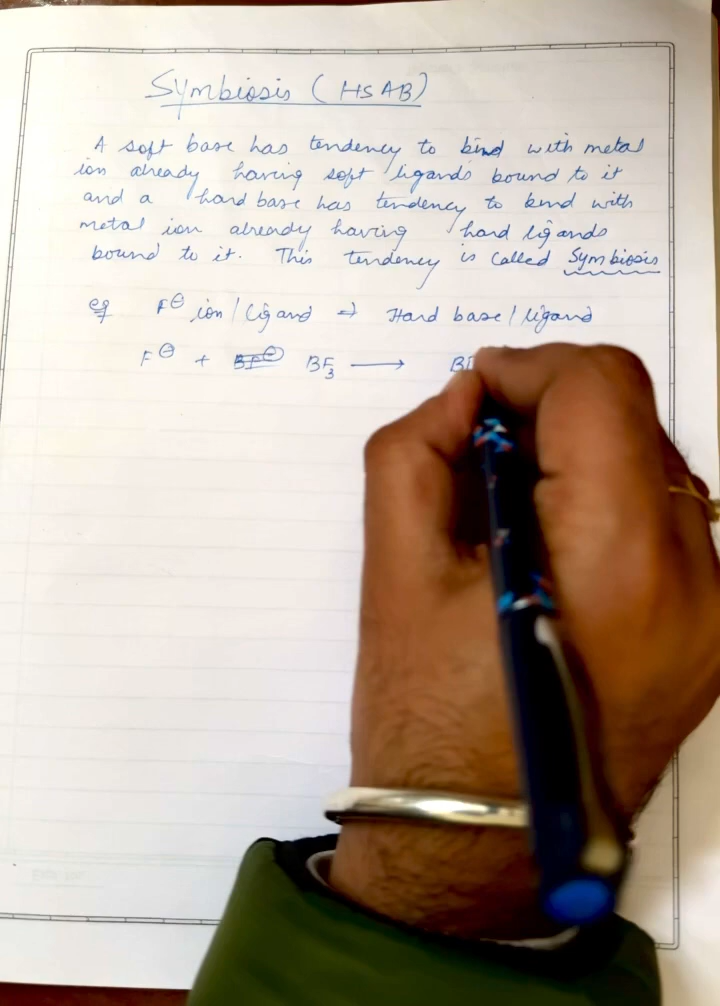 Symbiosis (HSAB)
A soft base has tendency to bind with metal
ion already having soft ligands bound to it
and a hard base has tendency to bind with
metal ion already having hard ligands
bound to it. This tendency is called Symbiosis
eg F⊖ ion/ligand ⇒ Hard base/ligand
F⊖ + BF₃ ⟶ BF